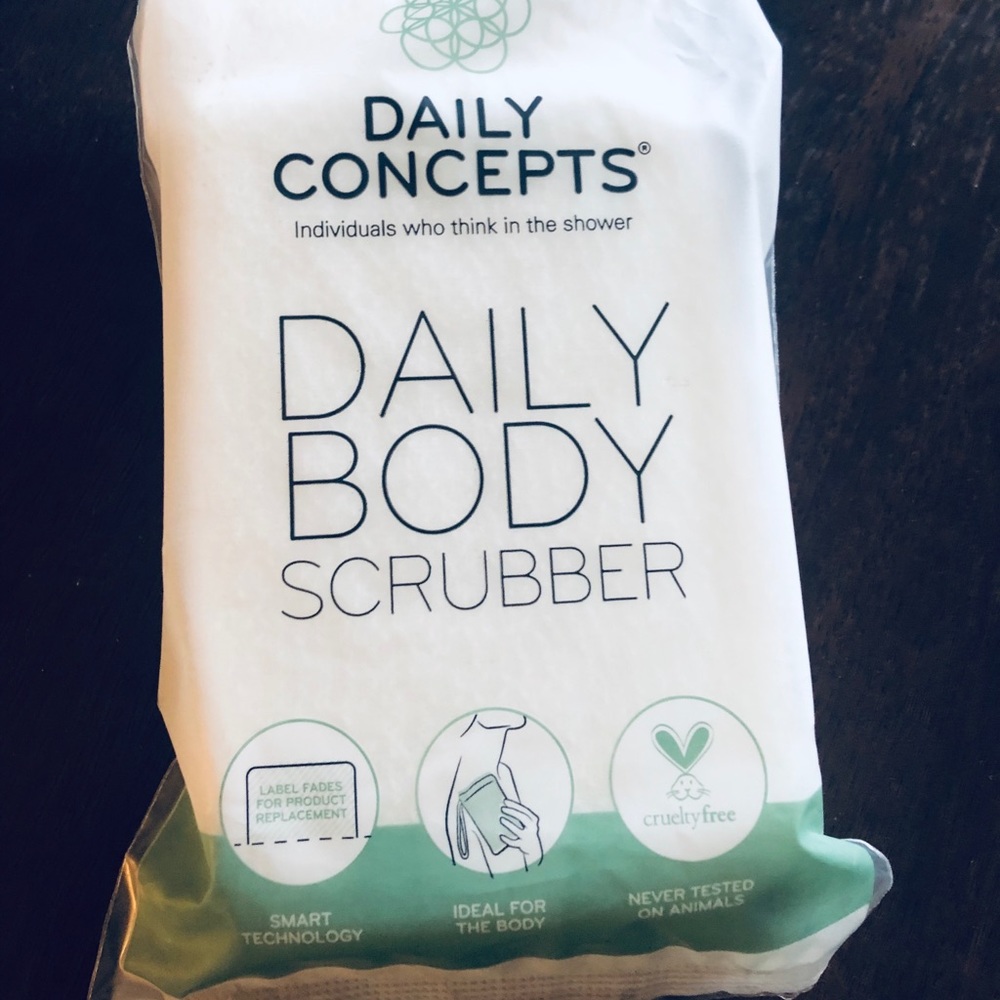 DAILY
CONCEPTS®
Individuals who think in the shower
DAILY
BODY
SCRUBBER
LABEL FADES
FOR PRODUCT
REPLACEMENT
crueltyfree
SMART
TECHNOLOGY
IDEAL FOR
THE BODY
NEVER TESTED
ON ANIMALS